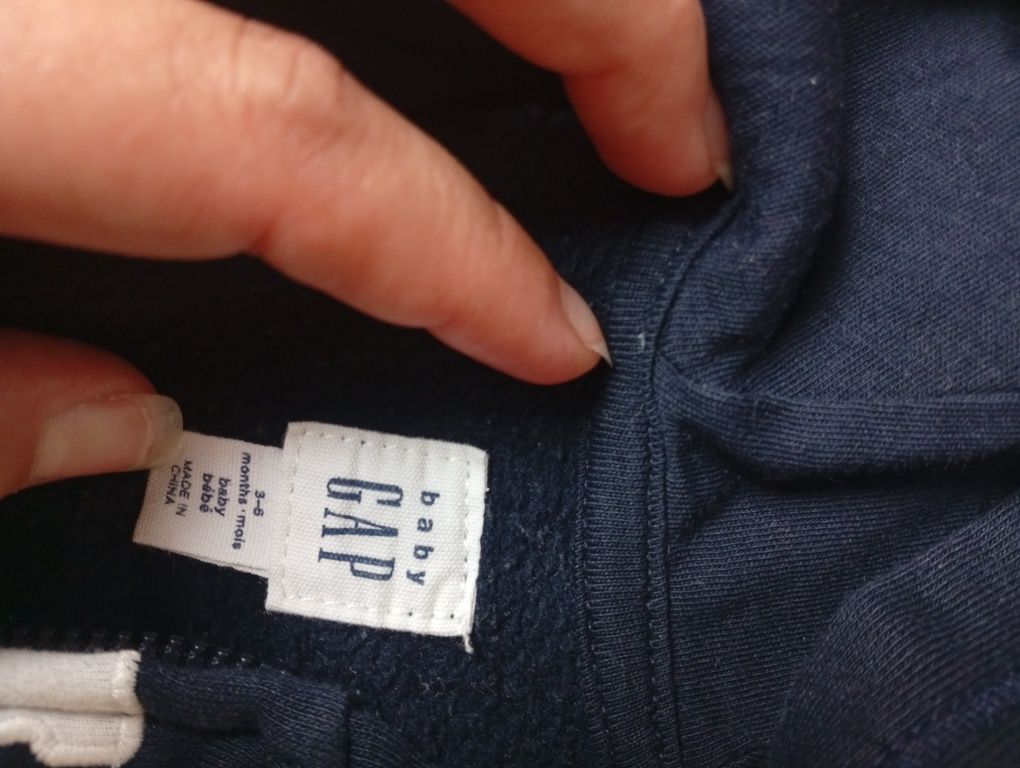 baby
GAP
3-6
months·mois
baby
bébé
MADE IN
CHINA